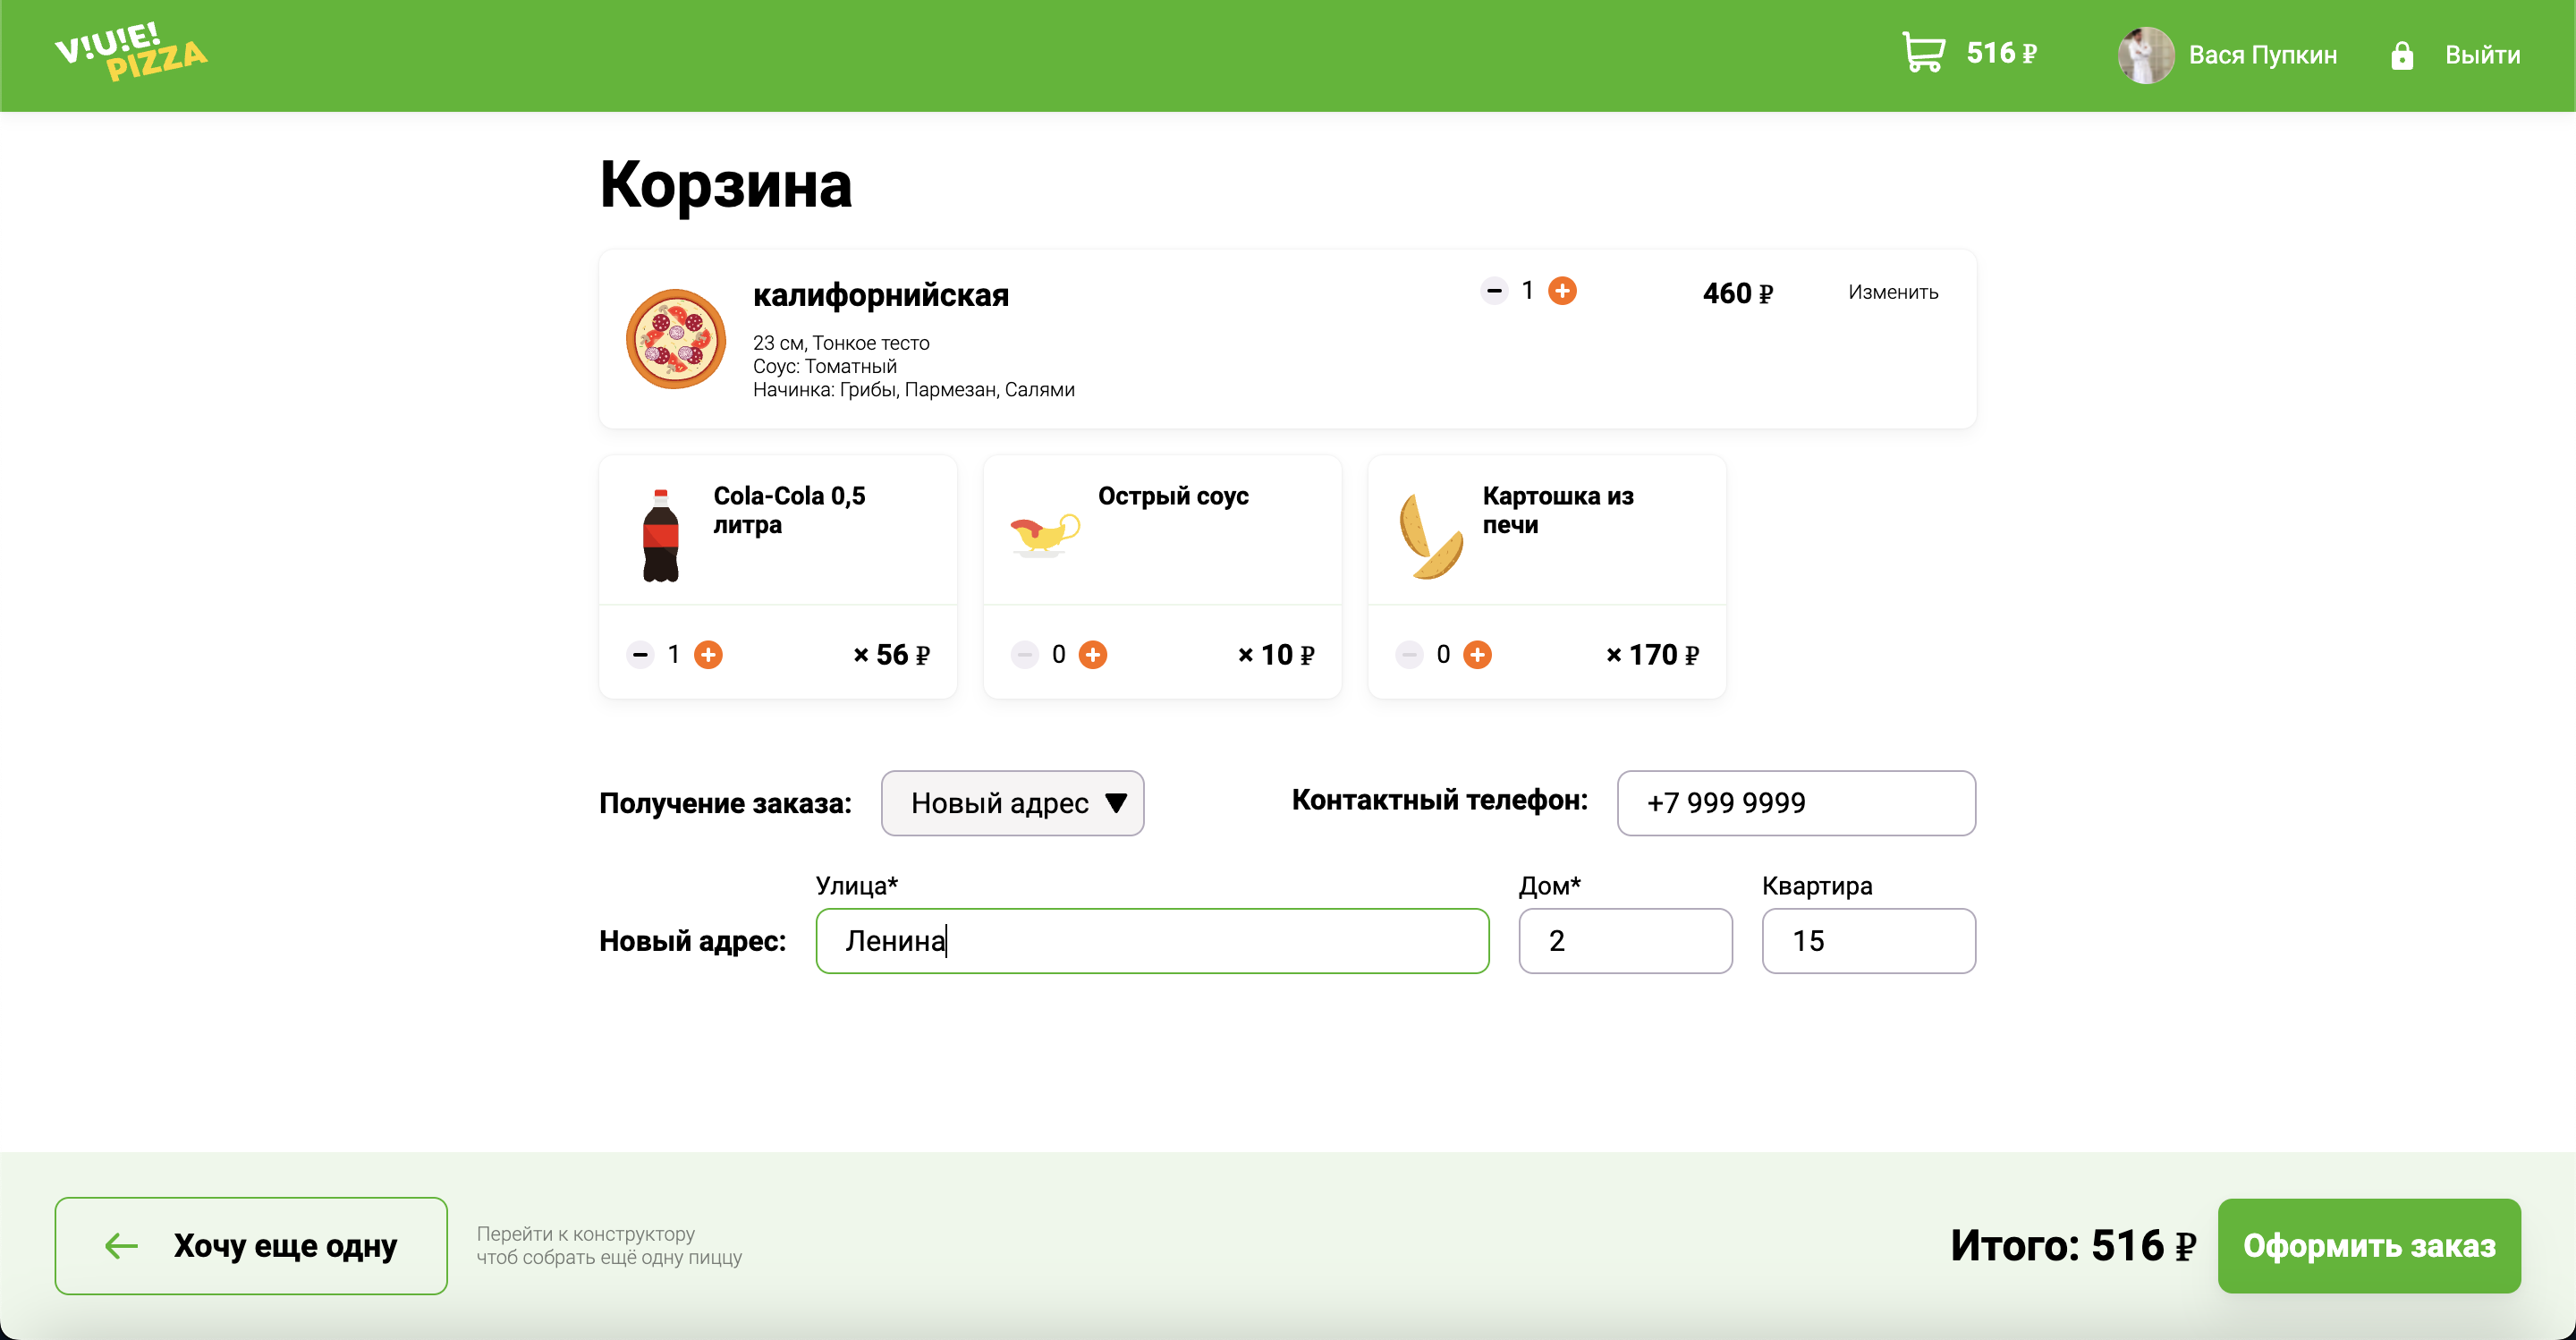 V!U!E!
PIZZA
516 ₽
Вася Пупкин
Выйти
Корзина
калифорнийская
1
460 ₽
Изменить
23 см, Тонкое тесто
Соус: Томатный
Начинка: Грибы, Пармезан, Салями
Cola-Cola 0,5
литра
1
× 56 ₽
Острый соус
0
× 10 ₽
Картошка из
печи
0
× 170 ₽
Получение заказа:
Новый адрес
Контактный телефон:
+7 999 9999
Новый адрес:
Улица*
Ленина
Дом*
2
Квартира
15
Хочу еще одну
Перейти к конструктору
чтоб собрать ещё одну пиццу
Итого: 516 ₽
Оформить заказ